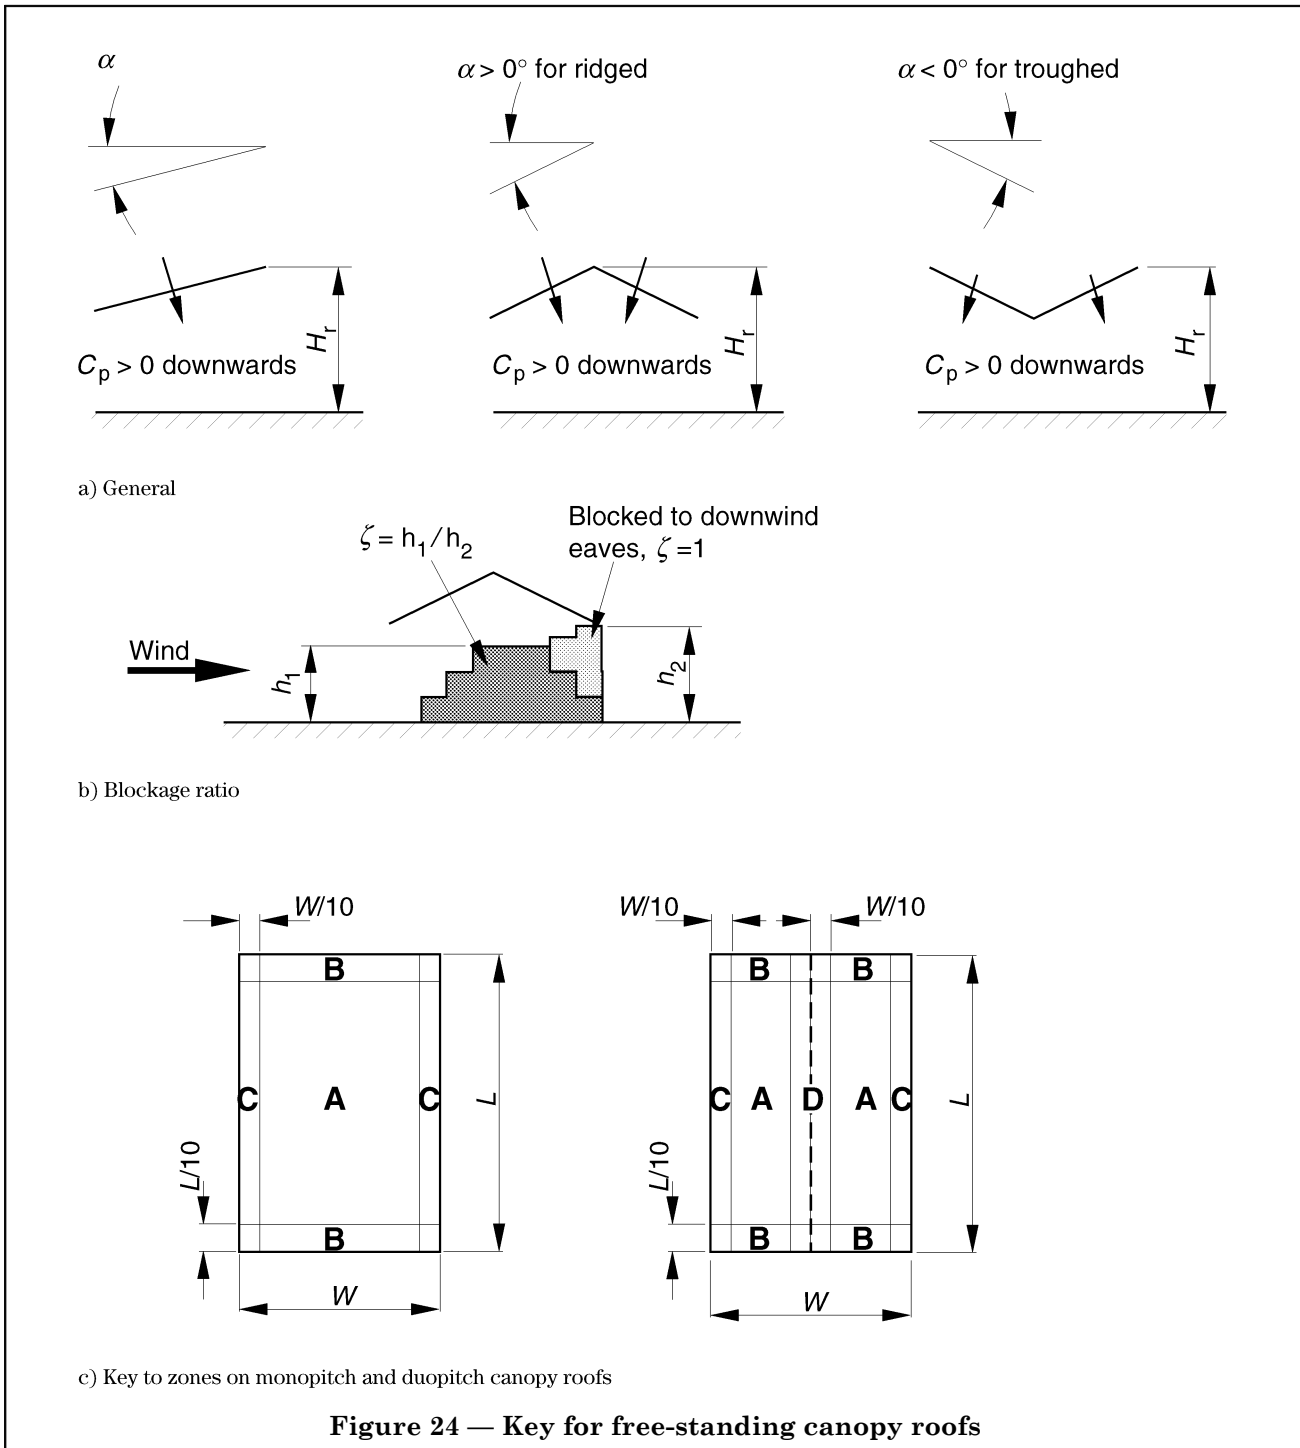 α
α > 0° for ridged
α < 0° for troughed
Hr
Hr
Hr
Cp > 0 downwards
Cp > 0 downwards
Cp > 0 downwards
a) General
Blocked to downwind
eaves, ζ =1
ζ = h1/h2
Wind
h1
h2
b) Blockage ratio
W/10
W/10
W/10
B
B
B
C
A
C
L
C
A
D
A
C
L
L/10
L/10
B
B
B
W
W
c) Key to zones on monopitch and duopitch canopy roofs
Figure 24 — Key for free-standing canopy roofs